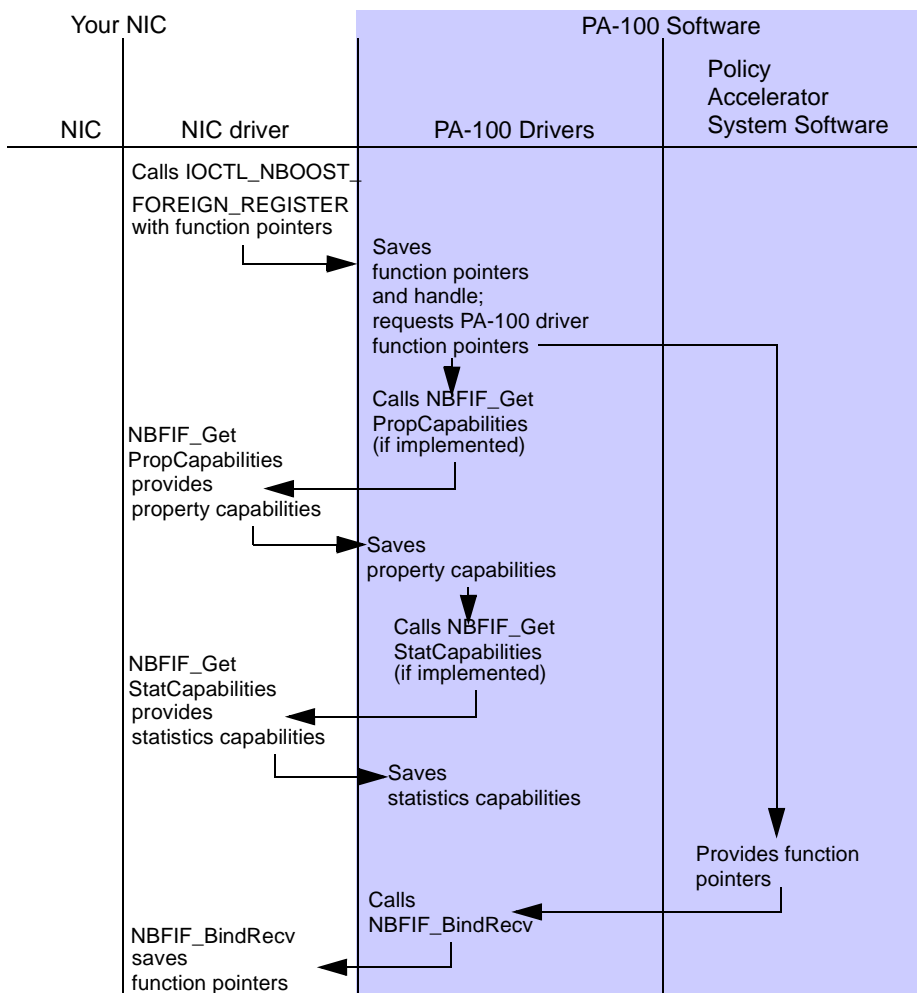 Your NIC
PA-100 Software
Policy
Accelerator
System Software
NIC
NIC driver
PA-100 Drivers
Calls IOCTL_NBOOST_
FOREIGN_REGISTER
with function pointers
Saves
function pointers
and handle;
requests PA-100 driver
function pointers
Calls NBFIF_Get
PropCapabilities
(if implemented)
NBFIF_Get
PropCapabilities
provides
property capabilities
Saves
property capabilities
Calls NBFIF_Get
StatCapabilities
(if implemented)
NBFIF_Get
StatCapabilities
provides
statistics capabilities
Saves
statistics capabilities
Provides function
pointers
Calls
NBFIF_BindRecv
NBFIF_BindRecv
saves
function pointers